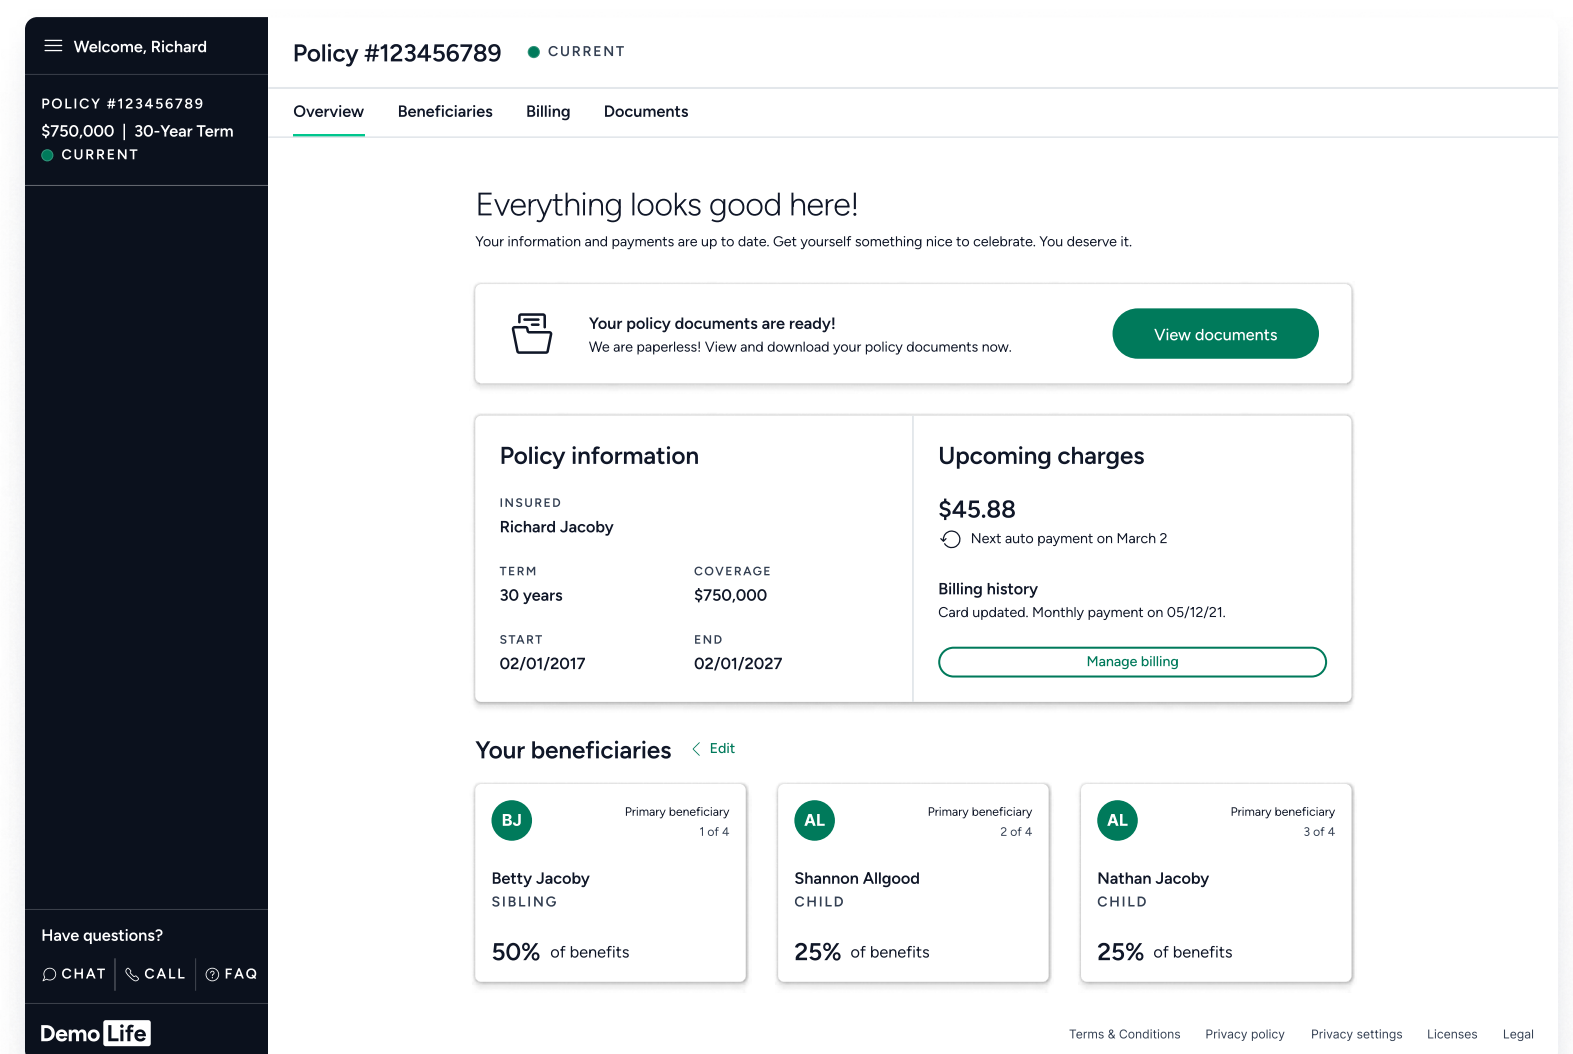 Welcome, Richard
POLICY #123456789
$750,000 | 30-Year Term
CURRENT
Policy #123456789
CURRENT
Overview
Beneficiaries
Billing
Documents
Everything looks good here!
Your information and payments are up to date. Get yourself something nice to celebrate. You deserve it.
Your policy documents are ready!
We are paperless! View and download your policy documents now.
View documents
Policy information
INSURED
Richard Jacoby
TERM
30 years
COVERAGE
$750,000
START
02/01/2017
END
02/01/2027
Upcoming charges
$45.88
Next auto payment on March 2
Billing history
Card updated. Monthly payment on 05/12/21.
Manage billing
Your beneficiaries
Edit
BJ
Primary beneficiary
1 of 4
Betty Jacoby
SIBLING
50% of benefits
AL
Primary beneficiary
2 of 4
Shannon Allgood
CHILD
25% of benefits
AL
Primary beneficiary
3 of 4
Nathan Jacoby
CHILD
25% of benefits
Have questions?
CHAT
CALL
? FAQ
Demo Life
Terms & Conditions
Privacy policy
Privacy settings
Licenses
Legal